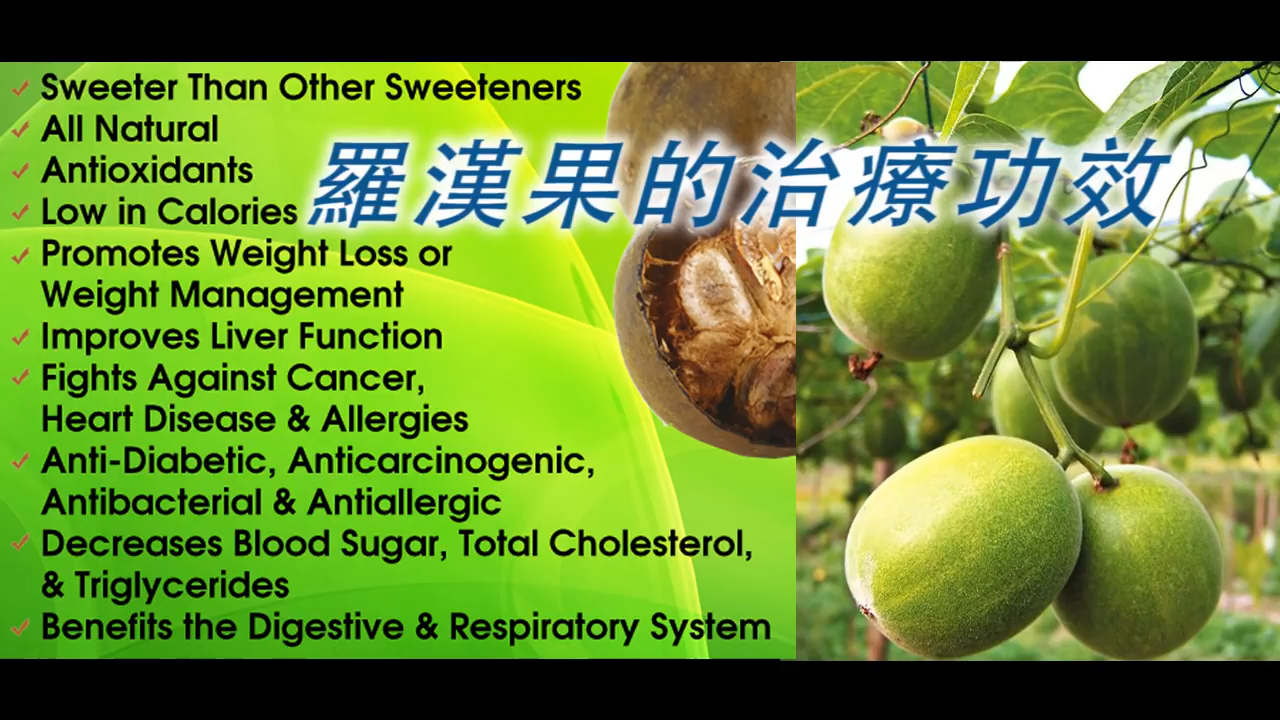 Sweeter Than Other Sweeteners
All Natural
Antioxidants
Low in Calories
羅漢果的治療功效
Promotes Weight Loss or
Weight Management
Improves Liver Function
Fights Against Cancer,
Heart Disease & Allergies
Anti-Diabetic, Anticarcinogenic,
Antibacterial & Antiallergic
Decreases Blood Sugar, Total Cholesterol,
& Triglycerides
Benefits the Digestive & Respiratory System